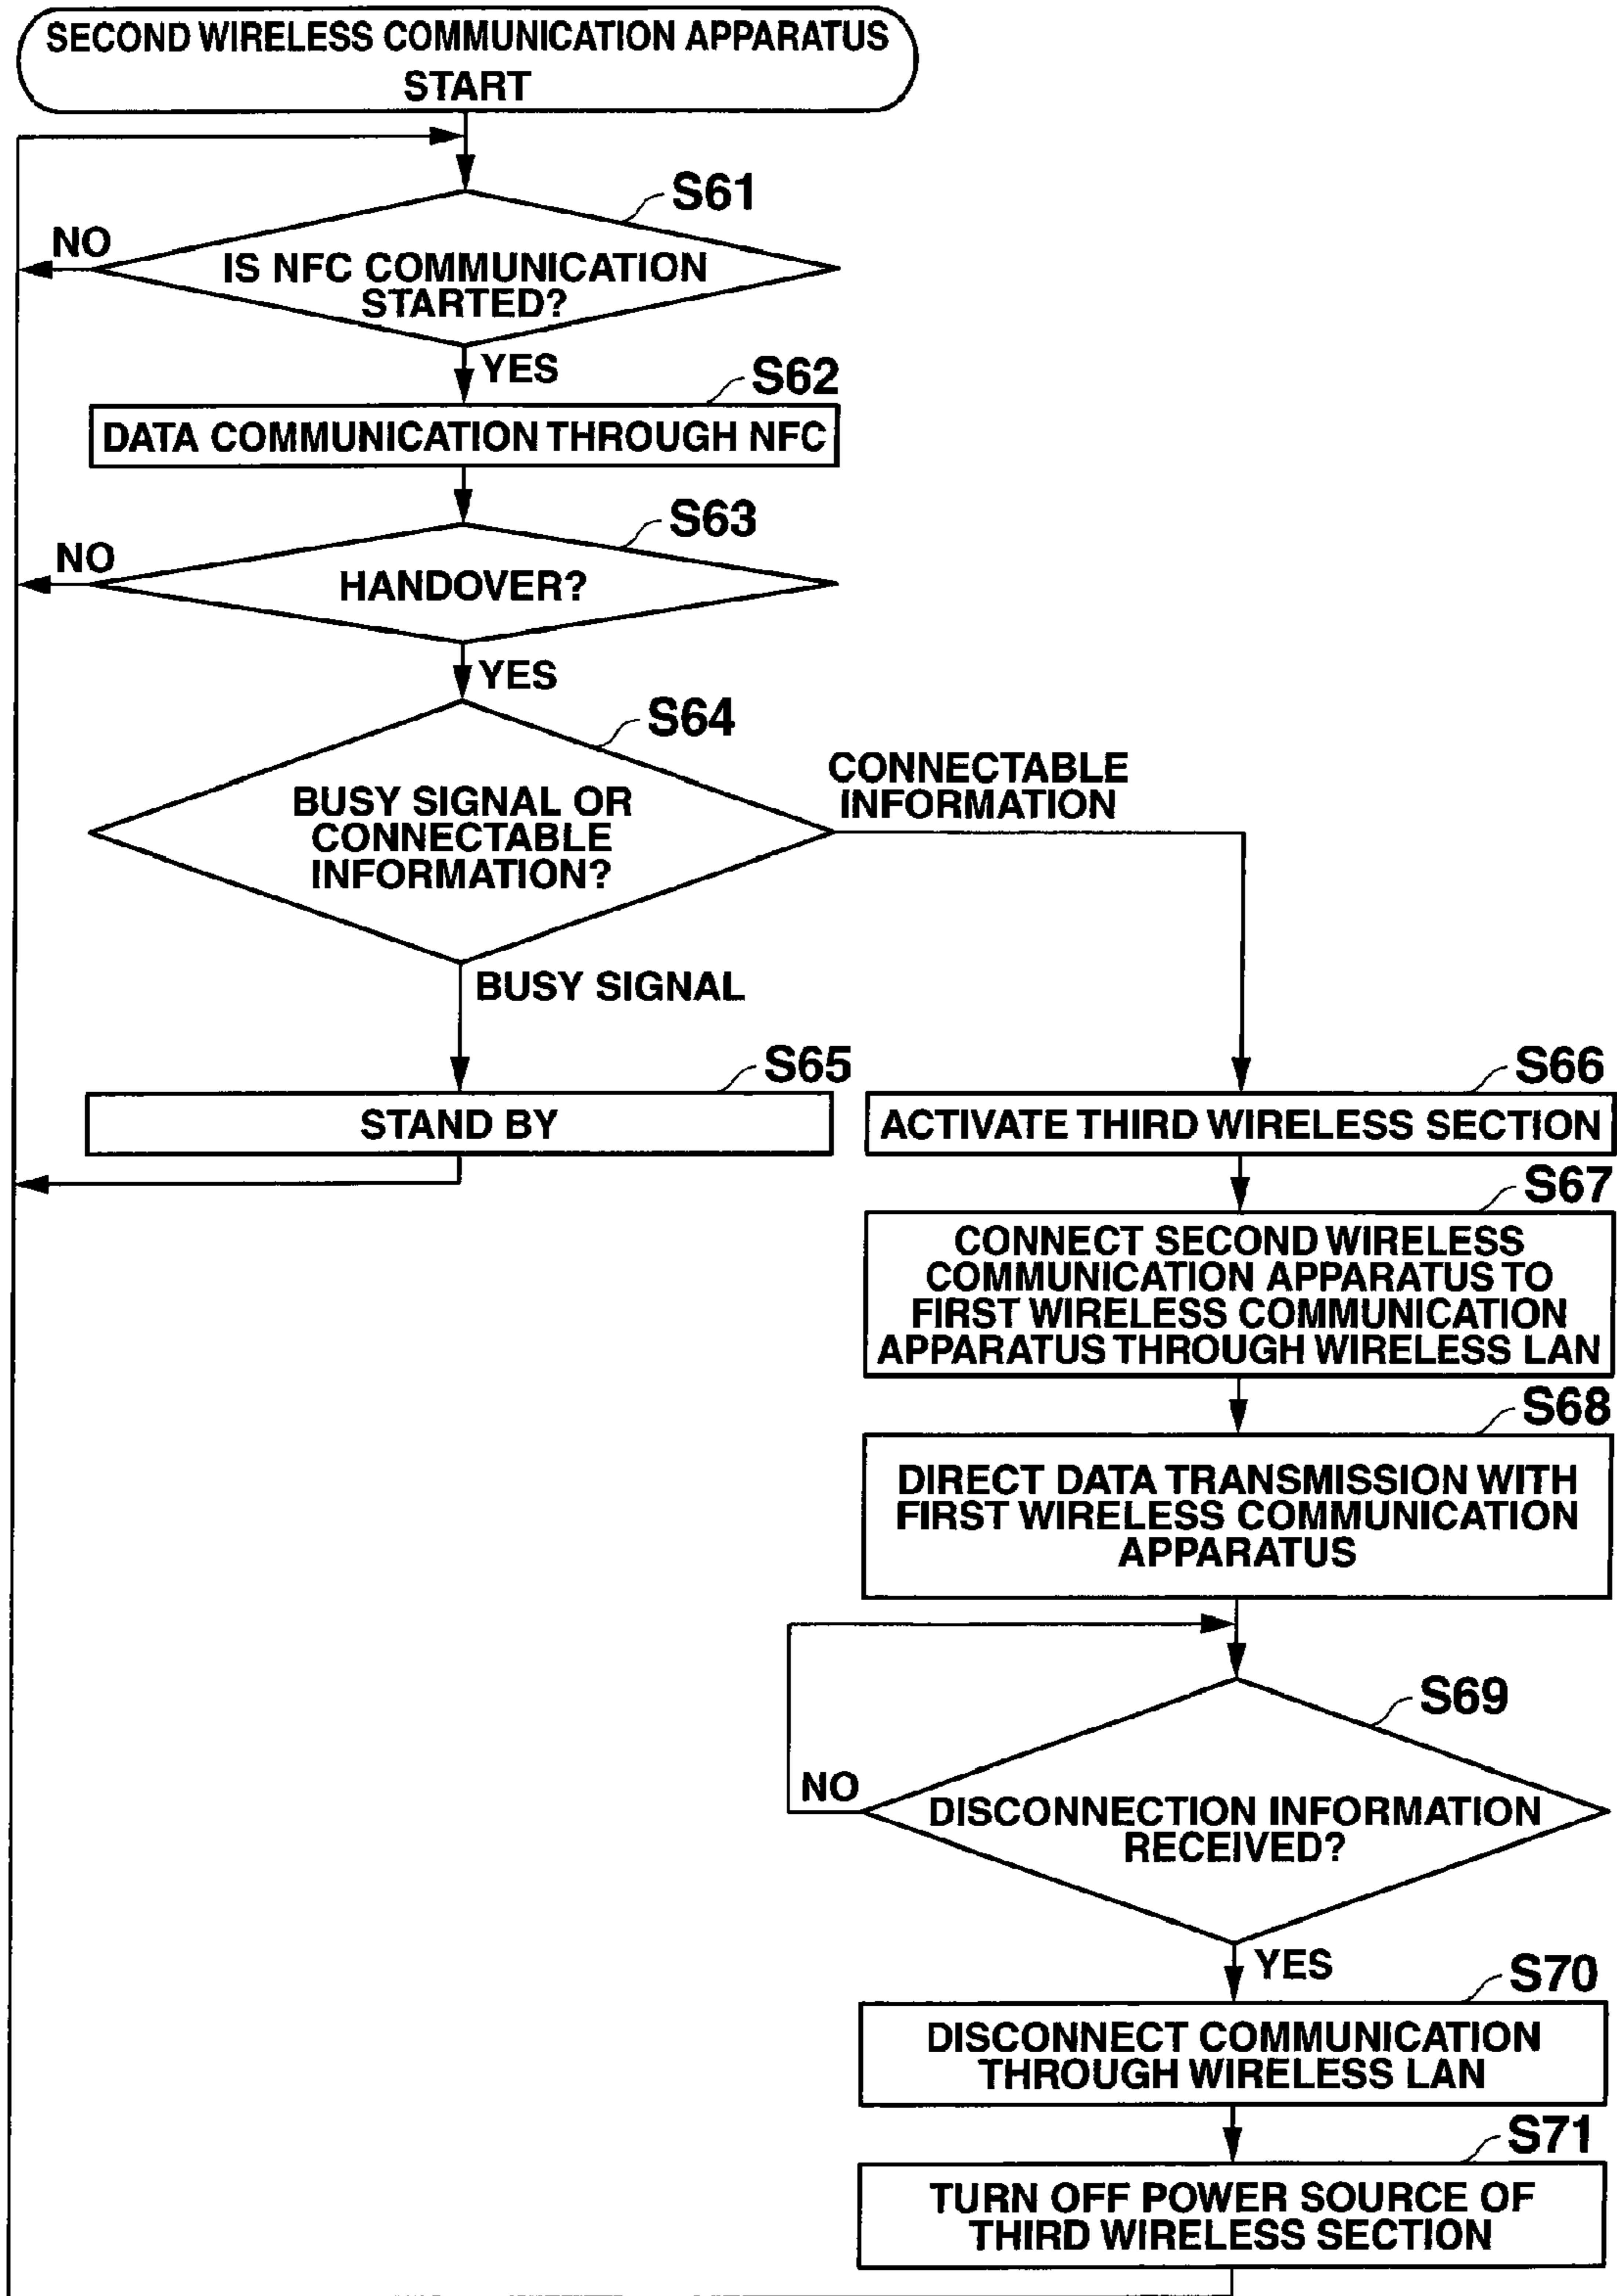 SECOND WIRELESS COMMUNICATION APPARATUS
START
S61
NO
IS NFC COMMUNICATION
STARTED?
YES
S62
DATA COMMUNICATION THROUGH NFC
S63
NO
HANDOVER?
YES
S64
CONNECTABLE
INFORMATION
BUSY SIGNAL OR
CONNECTABLE
INFORMATION?
BUSY SIGNAL
S65
STAND BY
S66
ACTIVATE THIRD WIRELESS SECTION
S67
CONNECT SECOND WIRELESS
COMMUNICATION APPARATUS TO
FIRST WIRELESS COMMUNICATION
APPARATUS THROUGH WIRELESS LAN
S68
DIRECT DATA TRANSMISSION WITH
FIRST WIRELESS COMMUNICATION
APPARATUS
S69
NO
DISCONNECTION INFORMATION
RECEIVED?
YES
S70
DISCONNECT COMMUNICATION
THROUGH WIRELESS LAN
S71
TURN OFF POWER SOURCE OF
THIRD WIRELESS SECTION